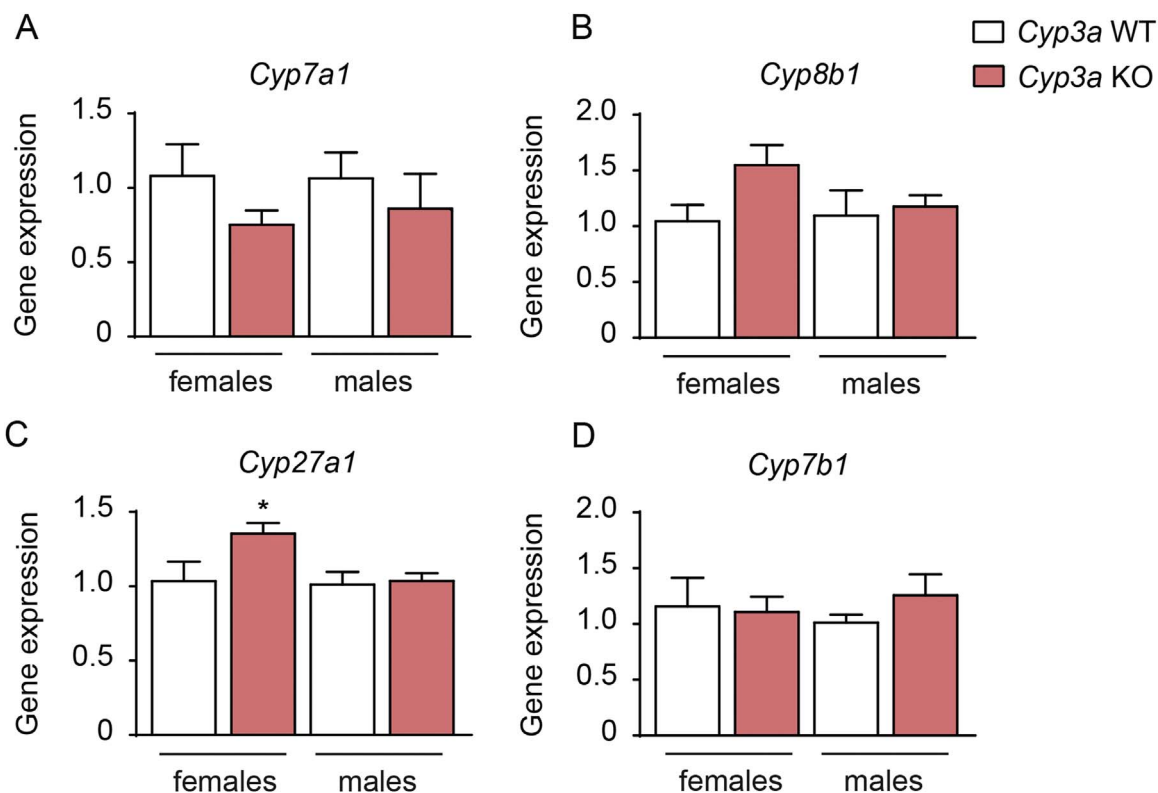 A
Cyp7a1
Gene expression
1.5
1.0
0.5
0
females
males
B
Cyp8b1
Gene expression
2.0
1.5
1.0
0.5
0
females
males
Cyp3a WT
Cyp3a KO
C
Cyp27a1
Gene expression
1.5
1.0
0.5
0
*
females
males
D
Cyp7b1
Gene expression
2.0
1.5
1.0
0.5
0
females
males